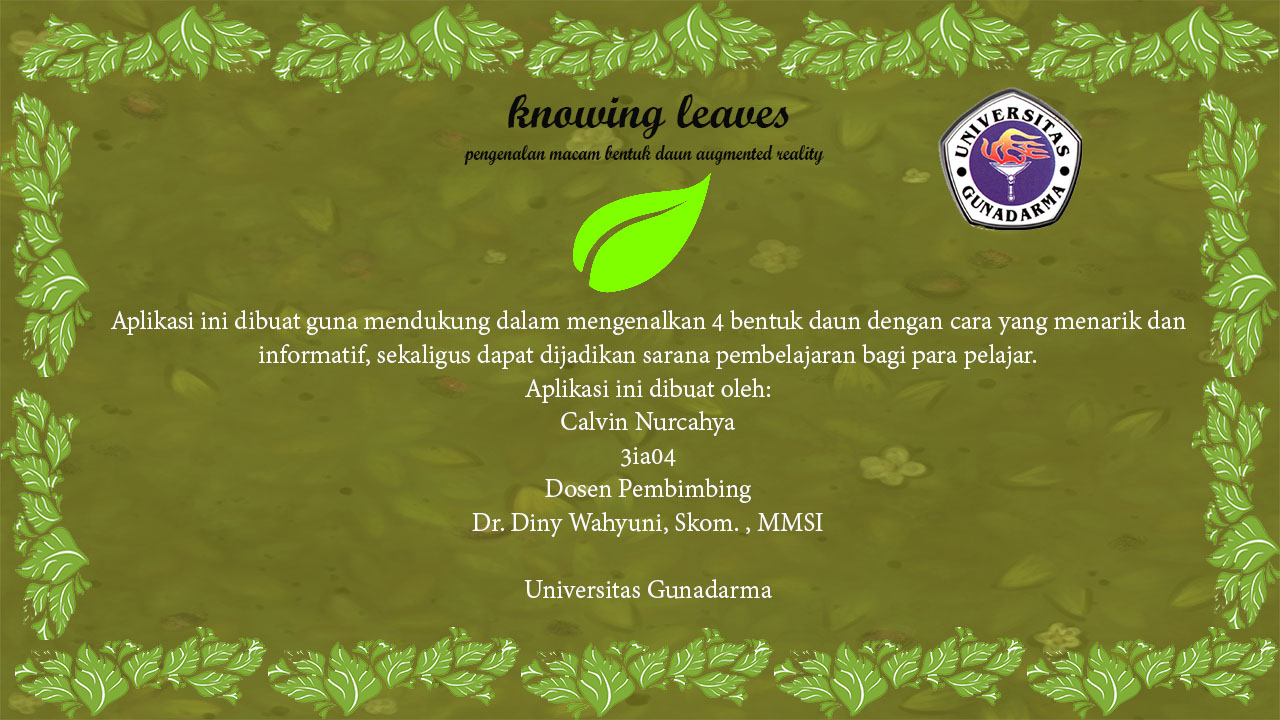 knowing leaves
pengenalan macam bentuk daun augmented reality
UNIVERSITAS
GUNADARMA
Aplikasi ini dibuat guna mendukung dalam mengenalkan 4 bentuk daun dengan cara yang menarik dan
informatif, sekaligus dapat dijadikan sarana pembelajaran bagi para pelajar.
Aplikasi ini dibuat oleh:
Calvin Nurcahya
3ia04
Dosen Pembimbing
Dr. Diny Wahyuni, Skom. , MMSI
Universitas Gunadarma